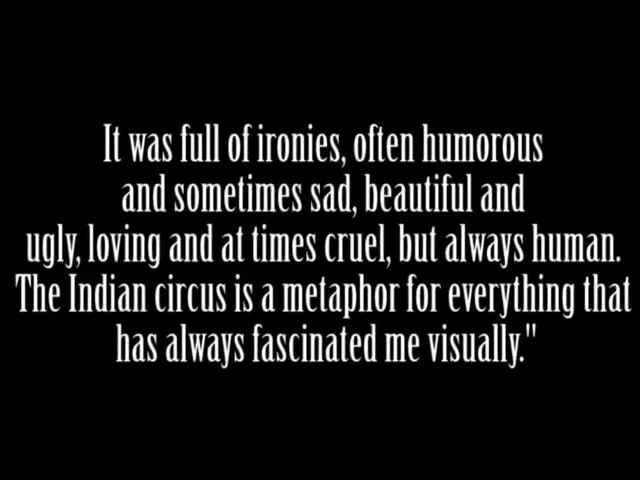 It was full of ironies, often humorous
and sometimes sad, beautiful and
ugly, loving and at times cruel, but always human.
The Indian circus is a metaphor for everything that
has always fascinated me visually."